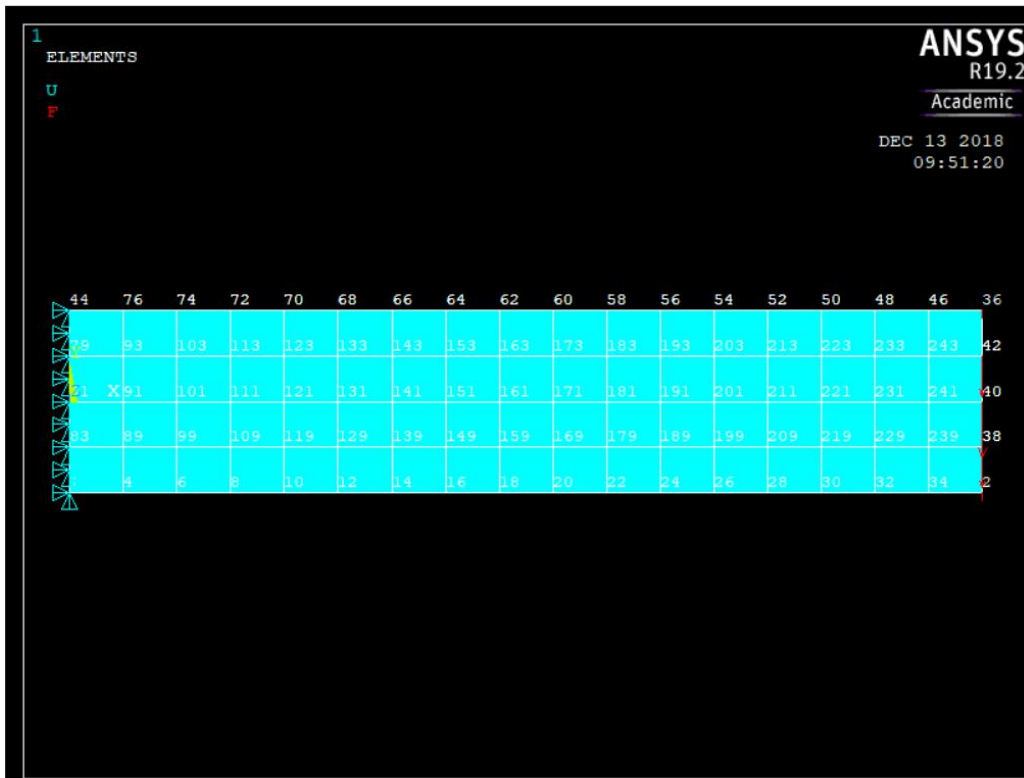 1
ELEMENTS
U
F
ANSYS
R19.2
Academic
DEC 13 2018
09:51:20
44 76 74 72 70 68 66 64 62 60 58 56 54 52 50 48 46 36
93 103 113 123 133 143 153 163 173 183 193 203 213 223 233 243 42
X 91 101 111 121 131 141 151 161 171 181 191 201 211 221 231 241 40
83 89 99 109 119 129 139 149 159 169 179 189 199 209 219 229 239 38
4 6 8 10 12 14 16 18 20 22 24 26 28 30 32 34 2